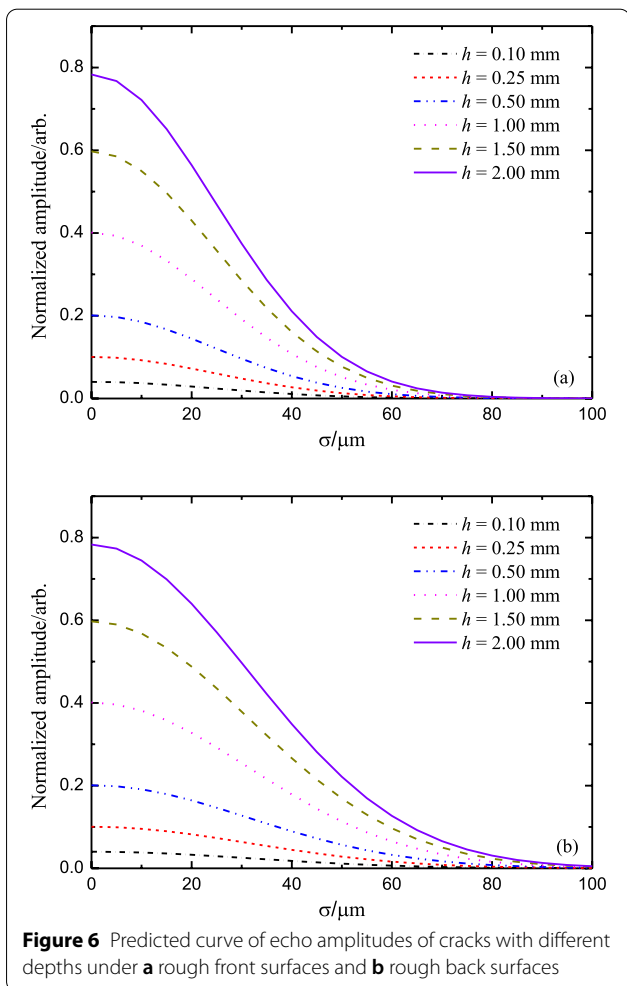 0.8
0.6
0.4
0.2
0.0
Normalized amplitude/arb.
h = 0.10 mm
h = 0.25 mm
h = 0.50 mm
h = 1.00 mm
h = 1.50 mm
h = 2.00 mm
(a)
0 20 40 60 80 100
σ/μm
0.8
0.6
0.4
0.2
0.0
Normalized amplitude/arb.
h = 0.10 mm
h = 0.25 mm
h = 0.50 mm
h = 1.00 mm
h = 1.50 mm
h = 2.00 mm
(b)
0 20 40 60 80 100
σ/μm
Figure 6 Predicted curve of echo amplitudes of cracks with different
depths under a rough front surfaces and b rough back surfaces